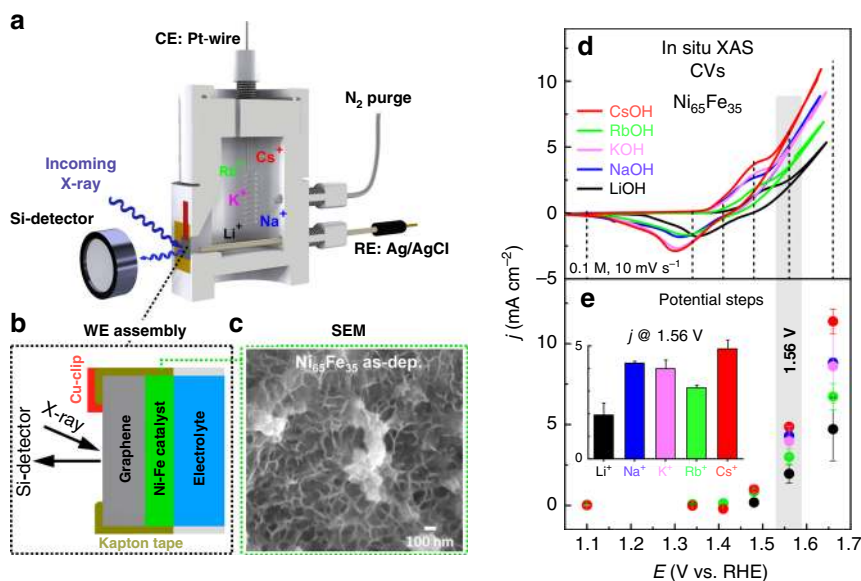 a
CE: Pt-wire
N₂ purge
Incoming
X-ray
Si-detector
Rb⁺
Cs⁺
K⁺
Na⁺
Li⁺
RE: Ag/AgCl
b
WE assembly
Cu-clip
X-ray
Si-detector
Graphene
Ni-Fe catalyst
Electrolyte
Kapton tape
c
SEM
Ni₆₅Fe₃₅ as-dep.
100 nm
d
In situ XAS
CVs
Ni₆₅Fe₃₅
CsOH
RbOH
KOH
NaOH
LiOH
10
5
0
−5
0.1 M, 10 mV s⁻¹
j (mA cm⁻²)
e
Potential steps
j @ 1.56 V
5
0
Li⁺ Na⁺ K⁺ Rb⁺ Cs⁺
1.56 V
15
10
5
0
1.1 1.2 1.3 1.4 1.5 1.6 1.7
E (V vs. RHE)